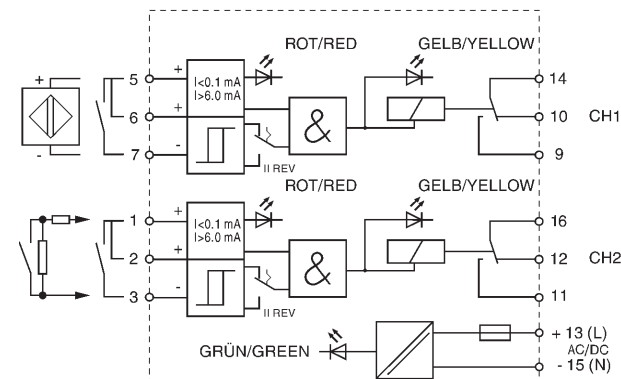 ROT/RED GELB/YELLOW
+ 5 + 14
I<0.1 mA
I>6.0 mA
6 + & 10 CH1
- 7 - 9
II REV
ROT/RED GELB/YELLOW
1 + 16
I<0.1 mA
I>6.0 mA
2 + & 12 CH2
3 - 11
II REV
+ 13 (L)
GRÜN/GREEN AC/DC
- 15 (N)